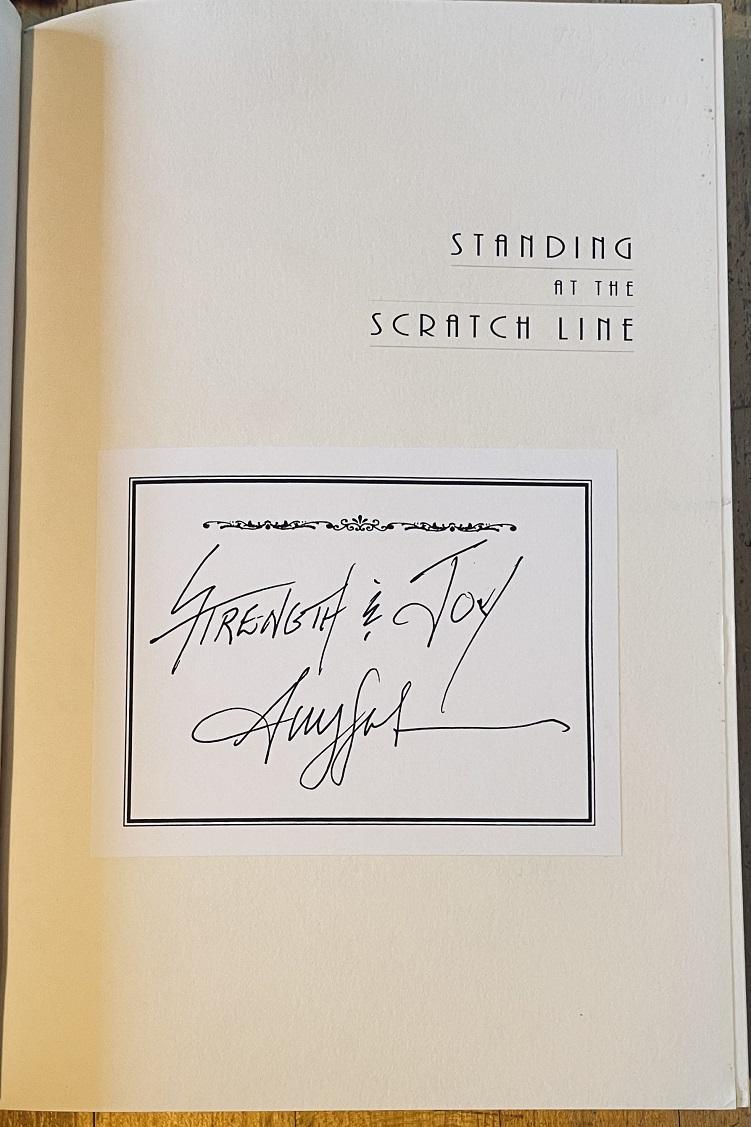 STANDING
AT THE
SCRATCH LINE
STRENGTH & JOY